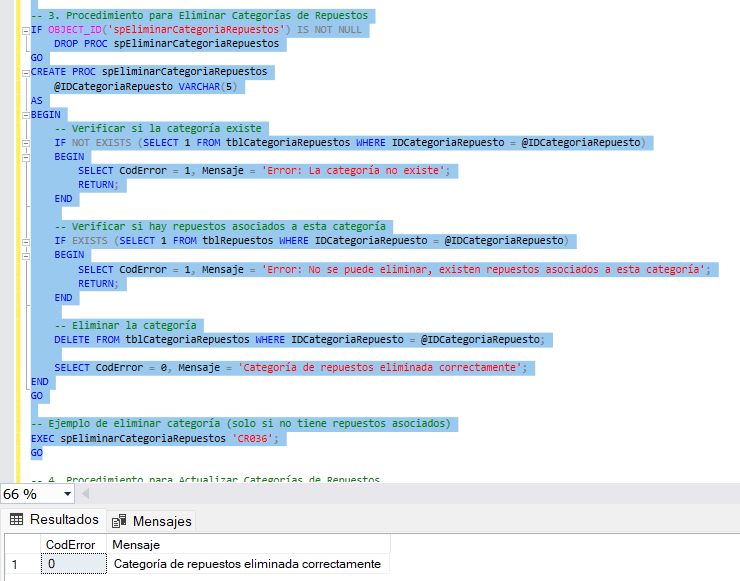 -- 3. Procedimiento para Eliminar Categorías de Repuestos
IF OBJECT_ID('spEliminarCategoriaRepuestos') IS NOT NULL
DROP PROC spEliminarCategoriaRepuestos
GO
CREATE PROC spEliminarCategoriaRepuestos
@IDCategoriaRepuesto VARCHAR(5)
AS
BEGIN
-- Verificar si la categoría existe
IF NOT EXISTS (SELECT 1 FROM tblCategoriaRepuestos WHERE IDCategoriaRepuesto = @IDCategoriaRepuesto)
BEGIN
SELECT CodError = 1, Mensaje = 'Error: La categoría no existe';
RETURN;
END
-- Verificar si hay repuestos asociados a esta categoría
IF EXISTS (SELECT 1 FROM tblRepuestos WHERE IDCategoriaRepuesto = @IDCategoriaRepuesto)
BEGIN
SELECT CodError = 1, Mensaje = 'Error: No se puede eliminar, existen repuestos asociados a esta categoría';
RETURN;
END
-- Eliminar la categoría
DELETE FROM tblCategoriaRepuestos WHERE IDCategoriaRepuesto = @IDCategoriaRepuesto;
SELECT CodError = 0, Mensaje = 'Categoría de repuestos eliminada correctamente';
END
GO
-- Ejemplo de eliminar categoría (solo si no tiene repuestos asociados)
EXEC spEliminarCategoriaRepuestos 'CR036';
GO
-- 4. Procedimiento para Actualizar Categorías de Repuestos
66 %
Resultados Mensajes
CodError Mensaje
1 0 Categoría de repuestos eliminada correctamente